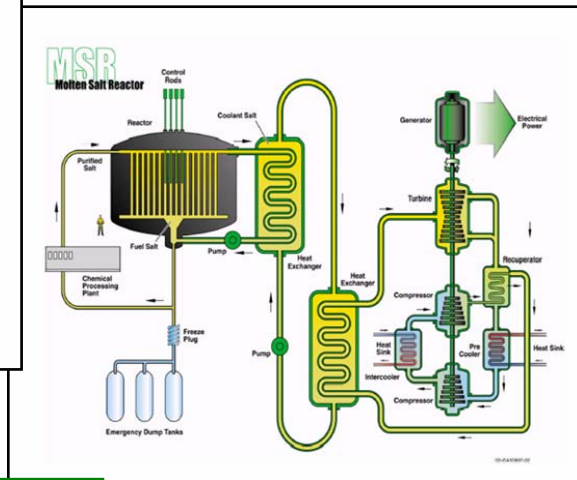 MSR
Molten Salt Reactor
Control
Rods
Reactor
Coolant Salt
Generator
Electrical
Power
Purified
Salt
Turbine
Fuel Salt
Pump
Heat
Exchanger
Heat
Exchanger
Recuperator
Chemical
Processing
Plant
Compressor
Freeze
Plug
Pump
Heat
Sink
Pre
Cooler
Heat Sink
Intercooler
Compressor
Emergency Dump Tanks